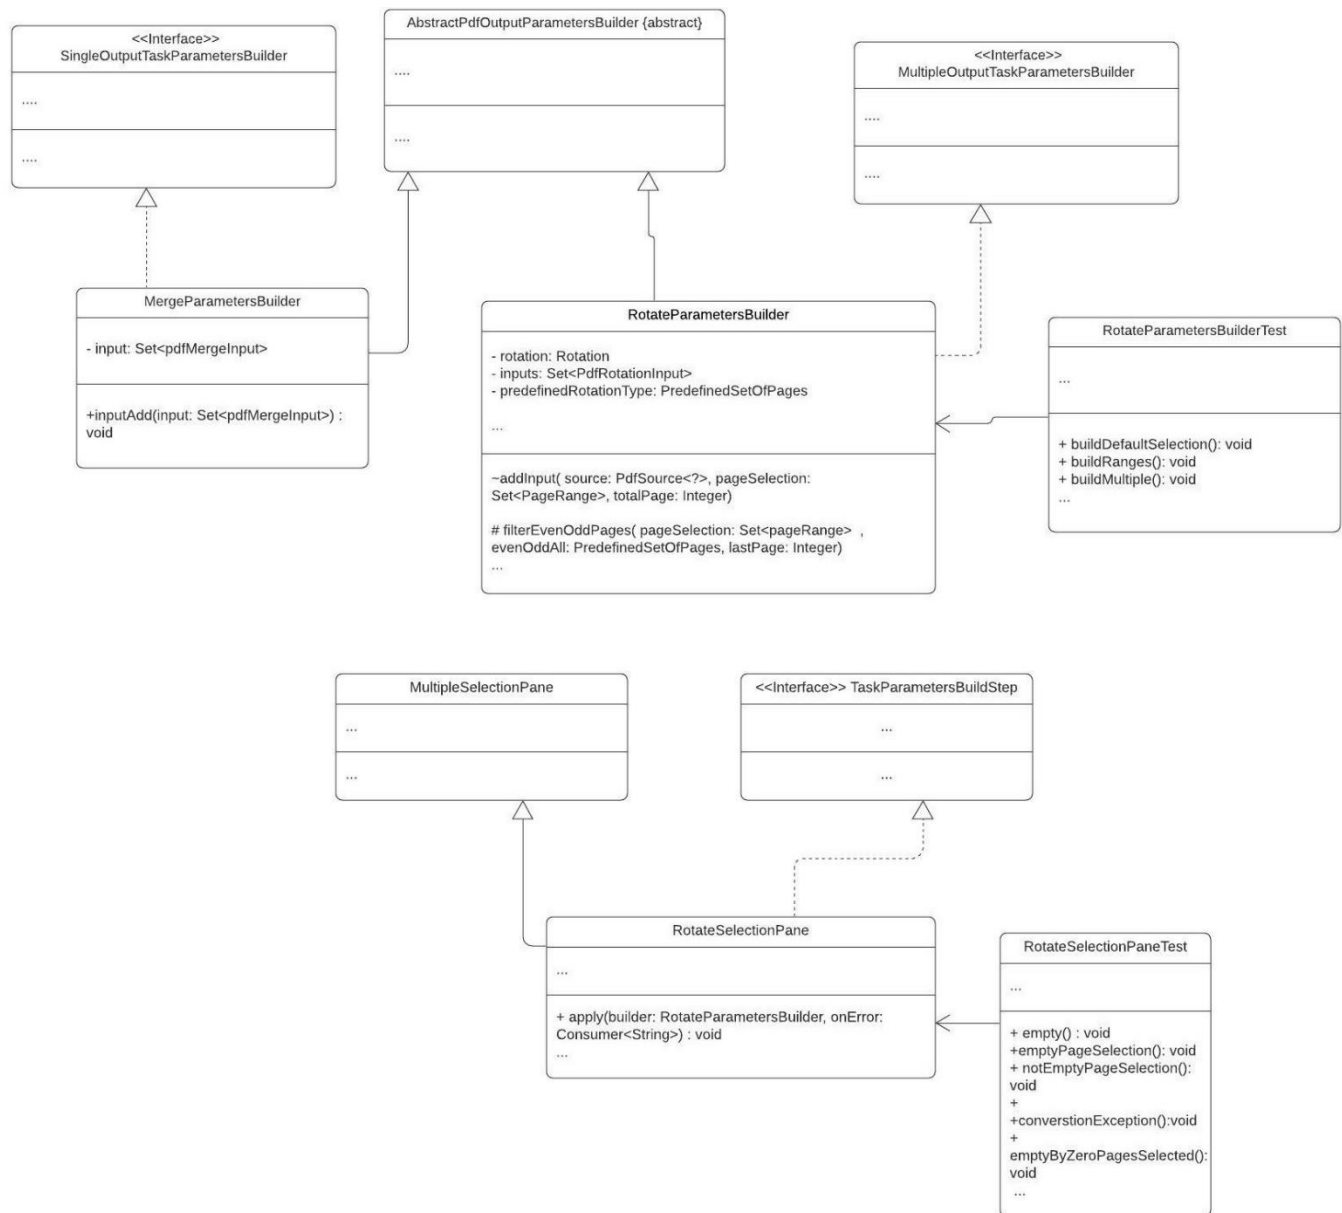 <<Interface>>
SingleOutputTaskParametersBuilder
....
....
AbstractPdfOutputParametersBuilder {abstract}
....
....
<<Interface>>
MultipleOutputTaskParametersBuilder
....
....
MergeParametersBuilder
- input: Set<pdfMergeInput>
+inputAdd(input: Set<pdfMergeInput>) :
void
RotateParametersBuilder
- rotation: Rotation
- inputs: Set<PdfRotationInput>
- predefinedRotationType: PredefinedSetOfPages
...
~addInput( source: PdfSource<?>, pageSelection:
Set<PageRange>, totalPage: Integer)
# filterEvenOddPages( pageSelection: Set<pageRange> ,
evenOddAll: PredefinedSetOfPages, lastPage: Integer)
...
RotateParametersBuilderTest
...
+ buildDefaultSelection(): void
+ buildRanges(): void
+ buildMultiple(): void
...
MultipleSelectionPane
...
...
<<Interface>> TaskParametersBuildStep
...
...
RotateSelectionPane
...
+ apply(builder: RotateParametersBuilder, onError:
Consumer<String>) : void
...
RotateSelectionPaneTest
...
+ empty() : void
+emptyPageSelection(): void
+ notEmptyPageSelection():
void
+
+converstionException():void
+
emptyByZeroPagesSelected():
void
...